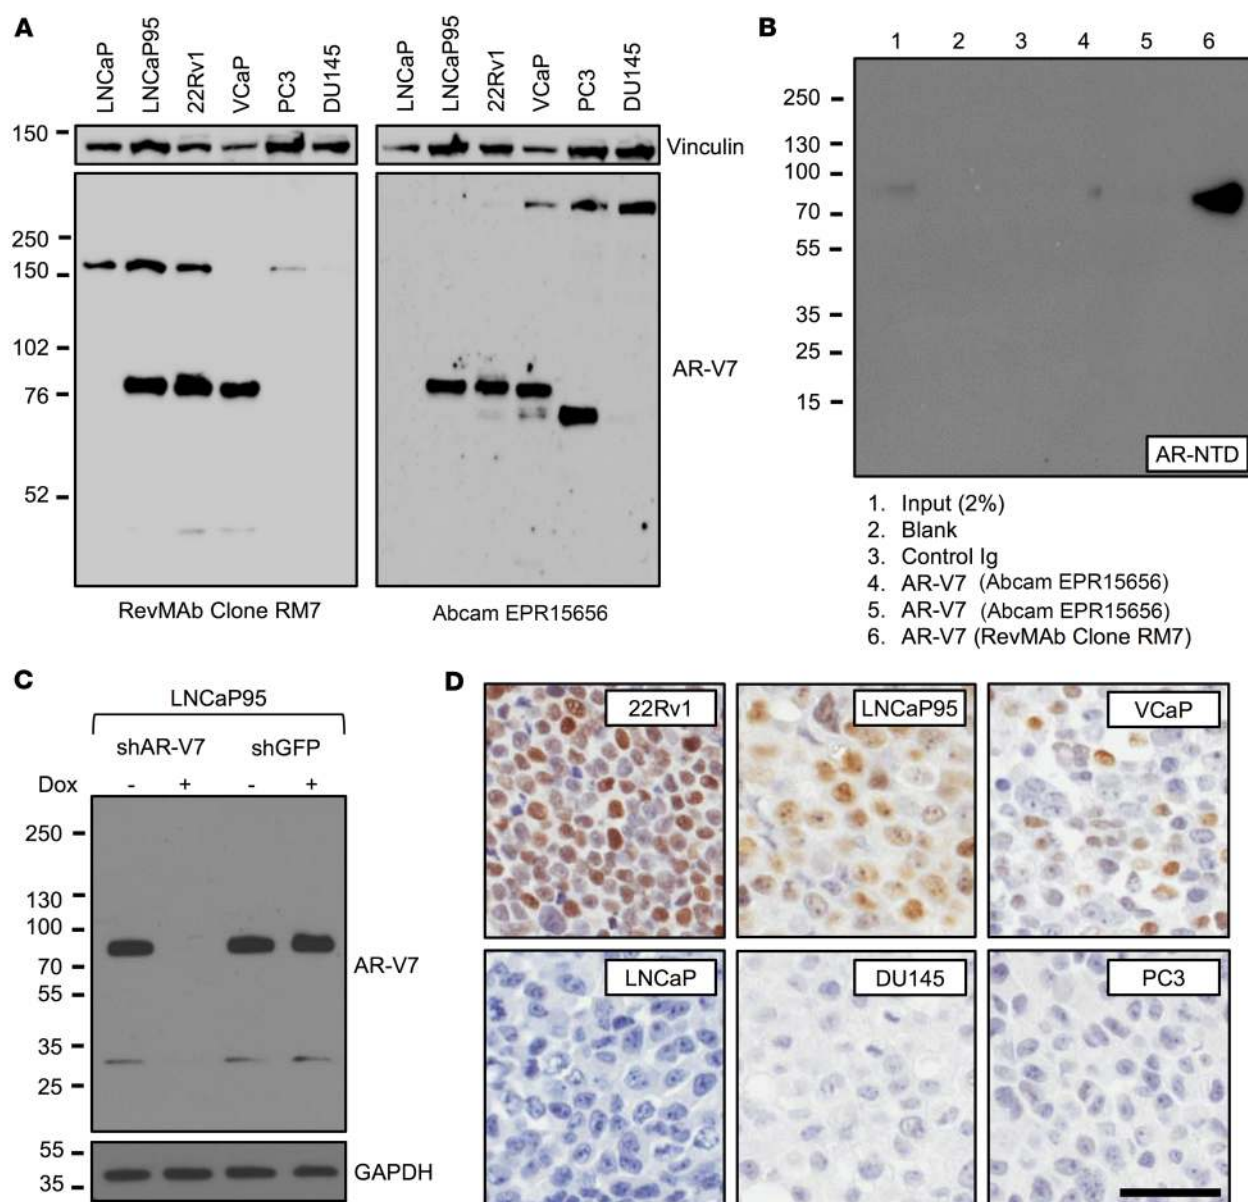 A
LNCaP
LNCaP95
22Rv1
VCaP
PC3
DU145
LNCaP
LNCaP95
22Rv1
VCaP
PC3
DU145
150
Vinculin
250
150
102
76
52
AR-V7
RevMAb Clone RM7
Abcam EPR15656
B
1 2 3 4 5 6
250
130
100
70
55
35
25
15
AR-NTD
1. Input (2%)
2. Blank
3. Control Ig
4. AR-V7 (Abcam EPR15656)
5. AR-V7 (Abcam EPR15656)
6. AR-V7 (RevMAb Clone RM7)
C
LNCaP95
shAR-V7 shGFP
Dox - + - +
250
130
100
70
55
35
25
AR-V7
55
35
GAPDH
D
22Rv1
LNCaP95
VCaP
LNCaP
DU145
PC3